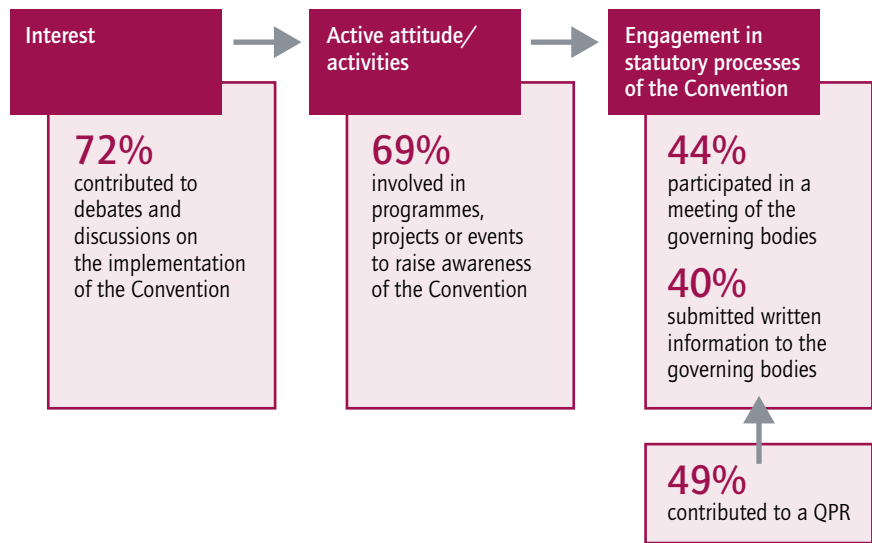 Interest
72%
contributed to
debates and
discussions on
the implementation
of the Convention
Active attitude/
activities
69%
involved in
programmes,
projects or events
to raise awareness
of the Convention
Engagement in
statutory processes
of the Convention
44%
participated in a
meeting of the
governing bodies
40%
submitted written
information to the
governing bodies
49%
contributed to a QPR